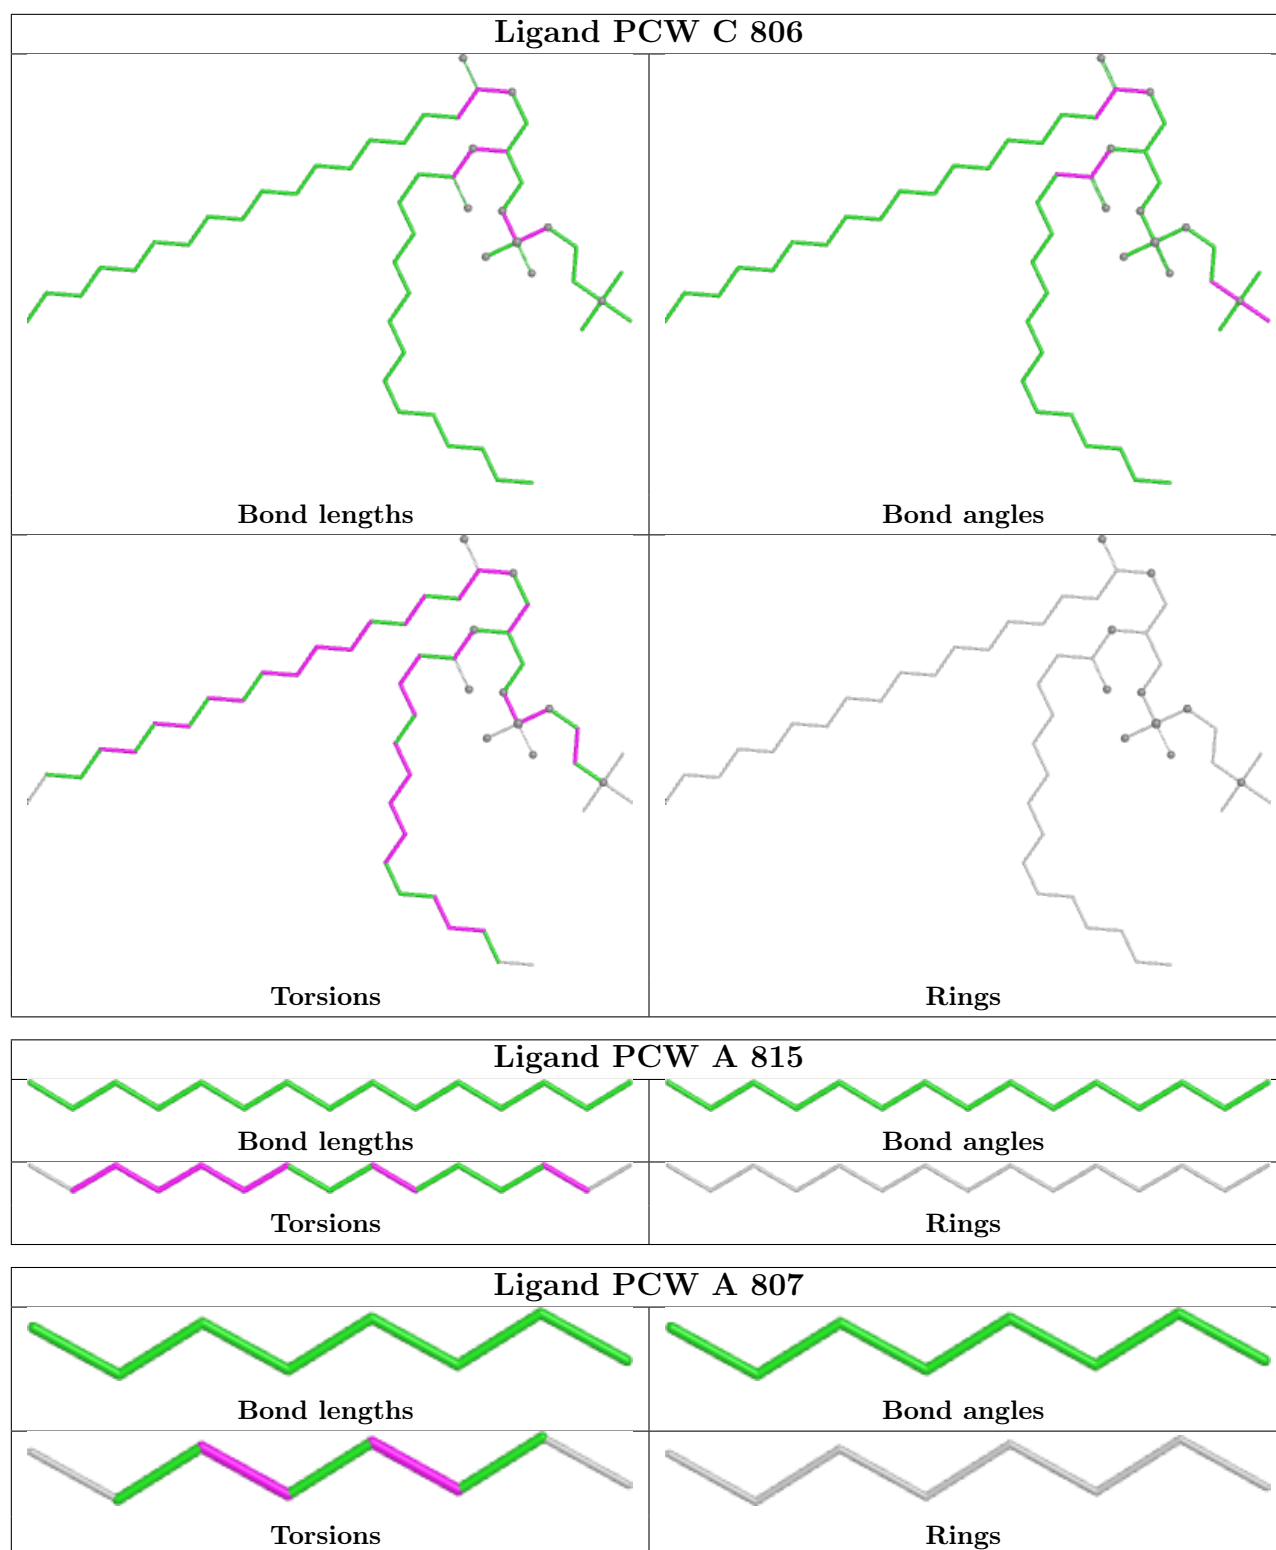 Ligand PCW C 806
Bond lengths
Bond angles
Torsions
Rings
Ligand PCW A 815
Bond lengths
Bond angles
Torsions
Rings
Ligand PCW A 807
Bond lengths
Bond angles
Torsions
Rings